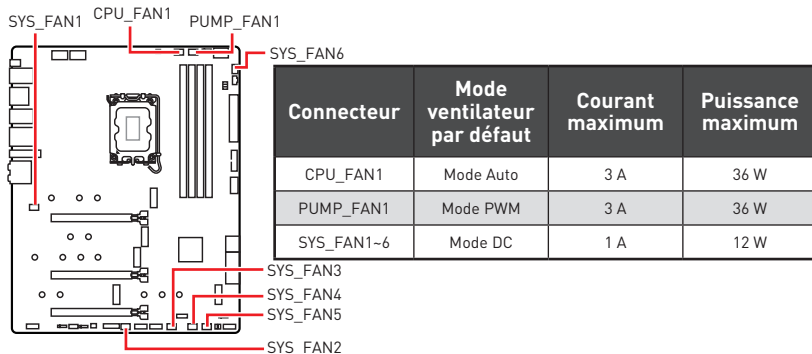 SYS_FAN1
CPU_FAN1
PUMP_FAN1
SYS_FAN6
Connecteur
Mode
ventilateur
par défaut
Courant
maximum
Puissance
maximum
CPU_FAN1 Mode Auto 3 A 36 W
PUMP_FAN1 Mode PWM 3 A 36 W
SYS_FAN1~6 Mode DC 1 A 12 W
SYS_FAN3
SYS_FAN4
SYS_FAN5
SYS_FAN2